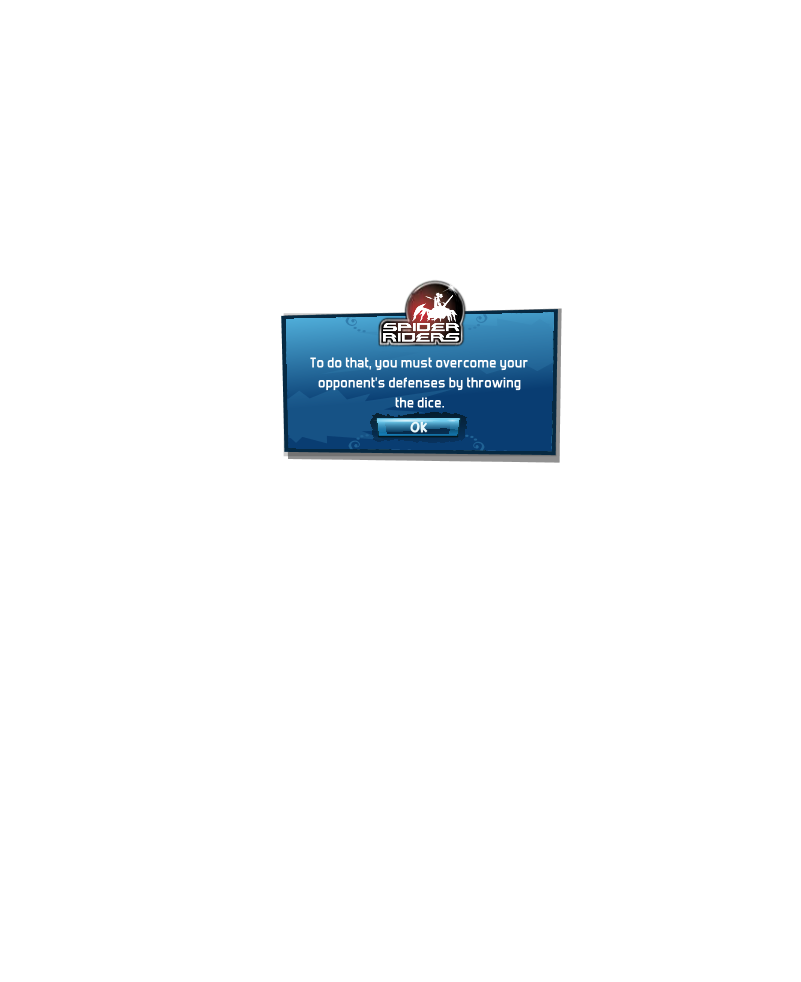 SPIDER
RIDERS
To do that, you must overcome your
opponent's defenses by throwing
the dice.
OK